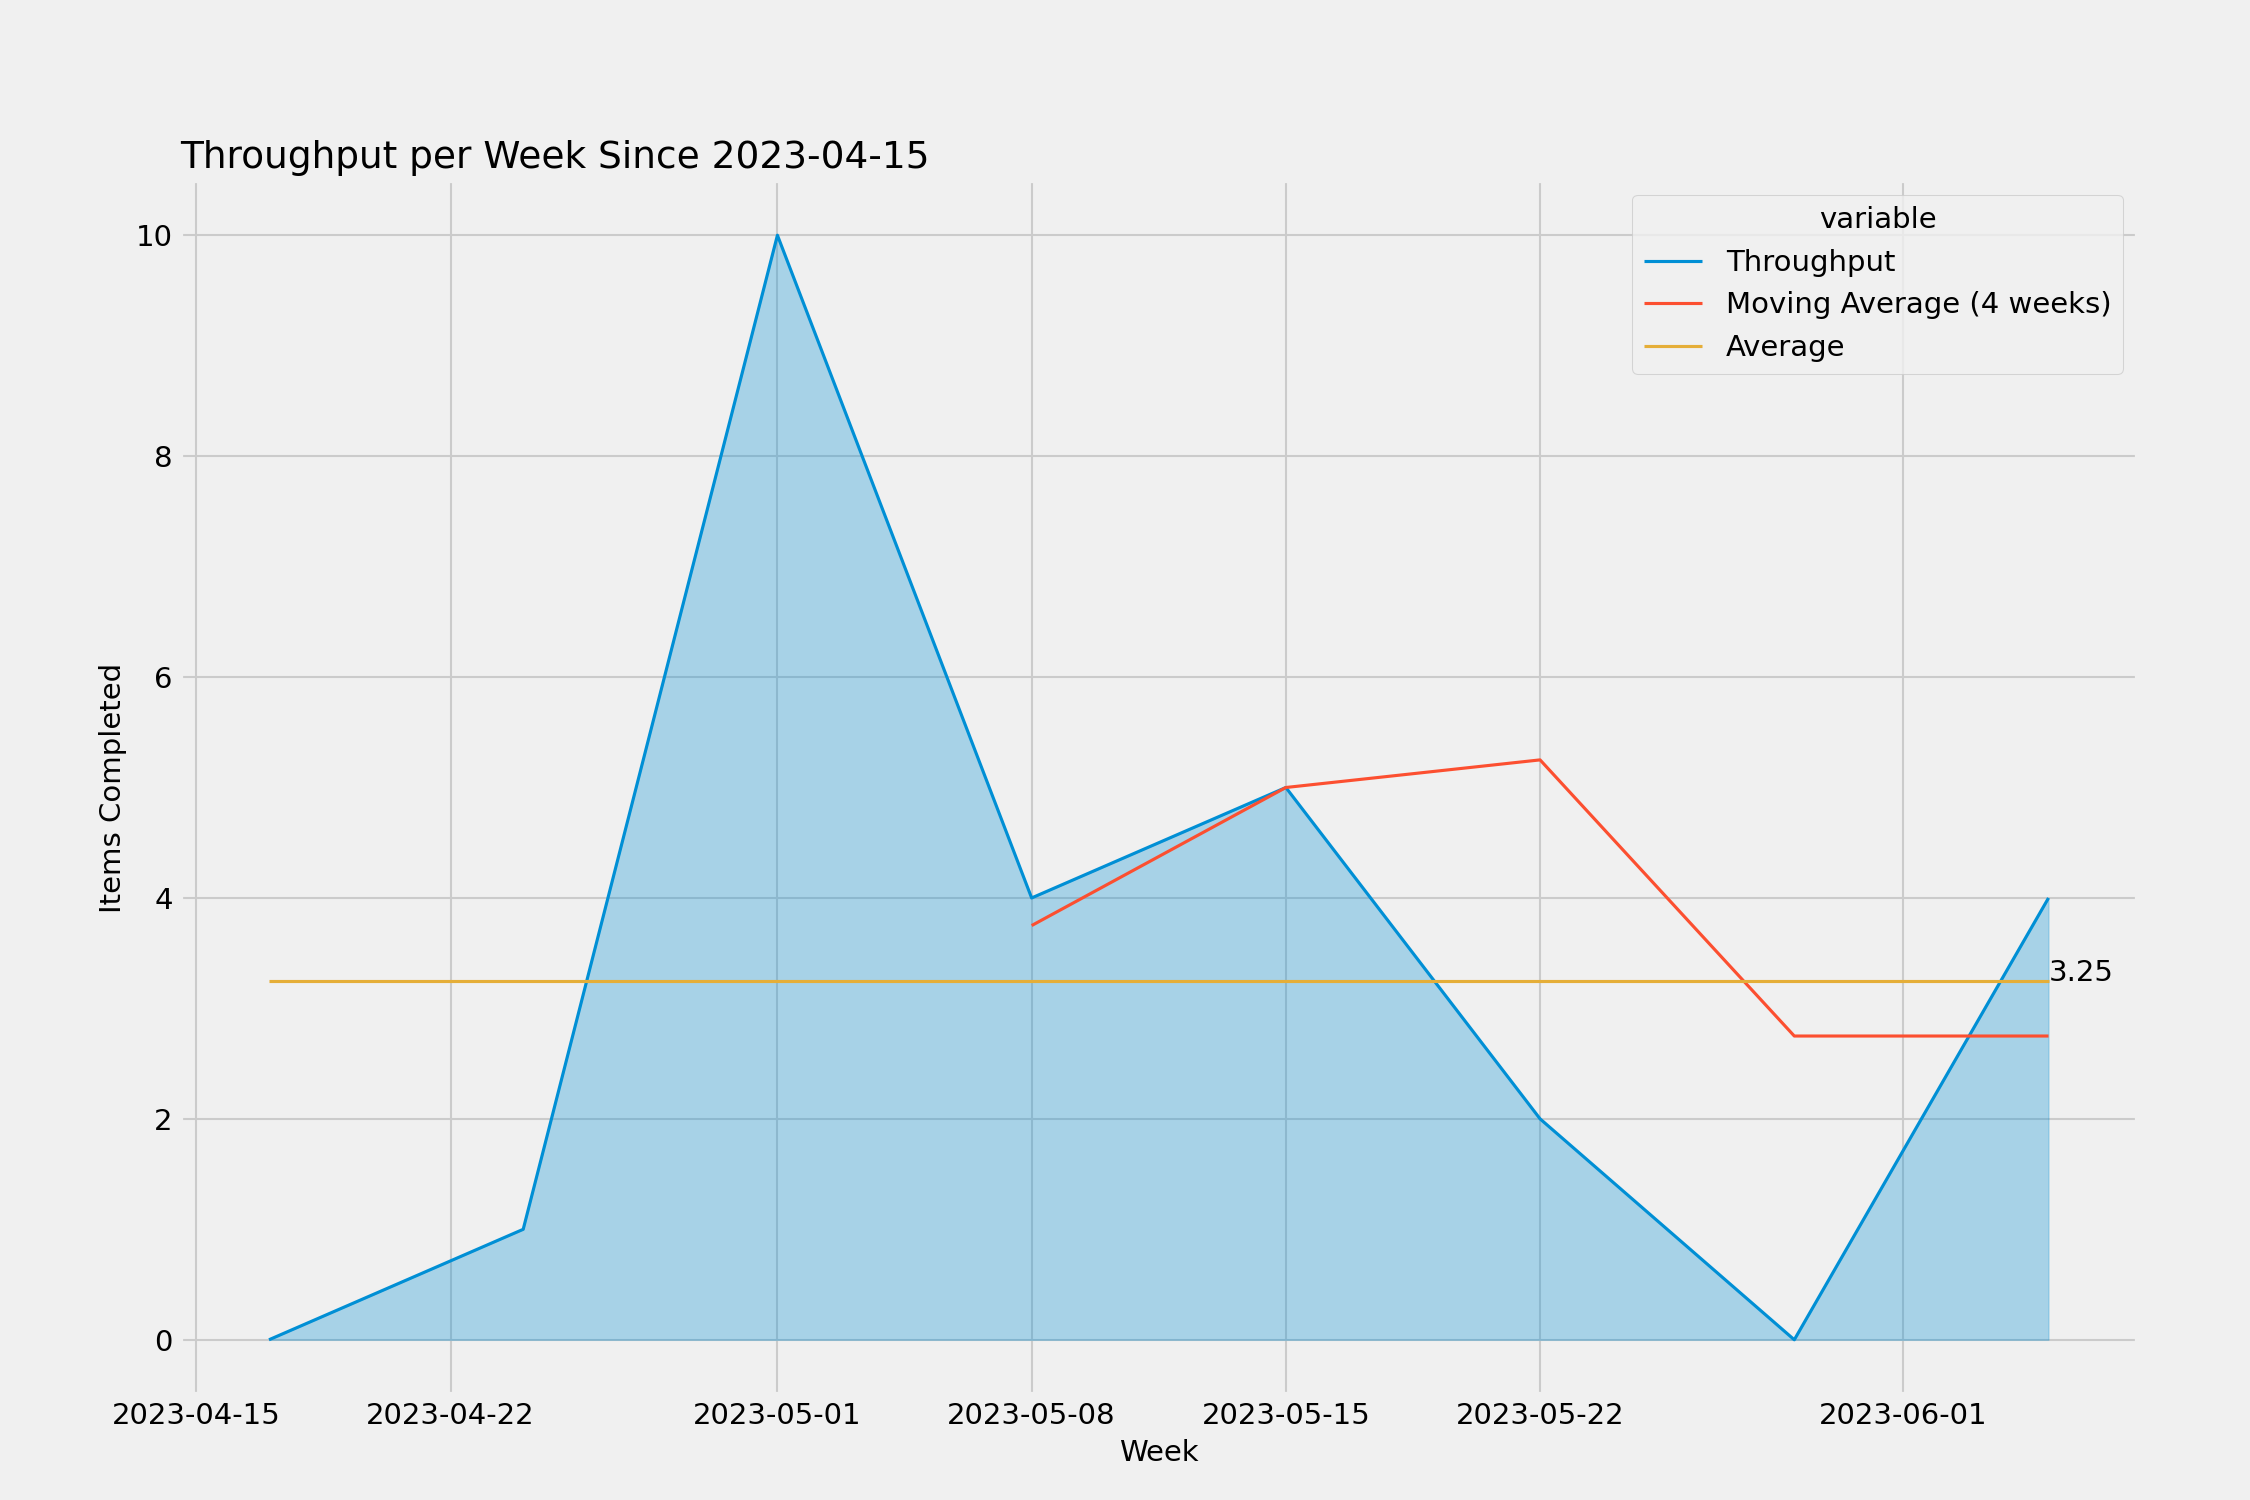 Throughput per Week Since 2023-04-15
variable
Throughput
Moving Average (4 weeks)
Average
Items Completed
10
8
6
4
2
0
3.25
2023-04-15 2023-04-22 2023-05-01 2023-05-08 2023-05-15 2023-05-22 2023-06-01
Week